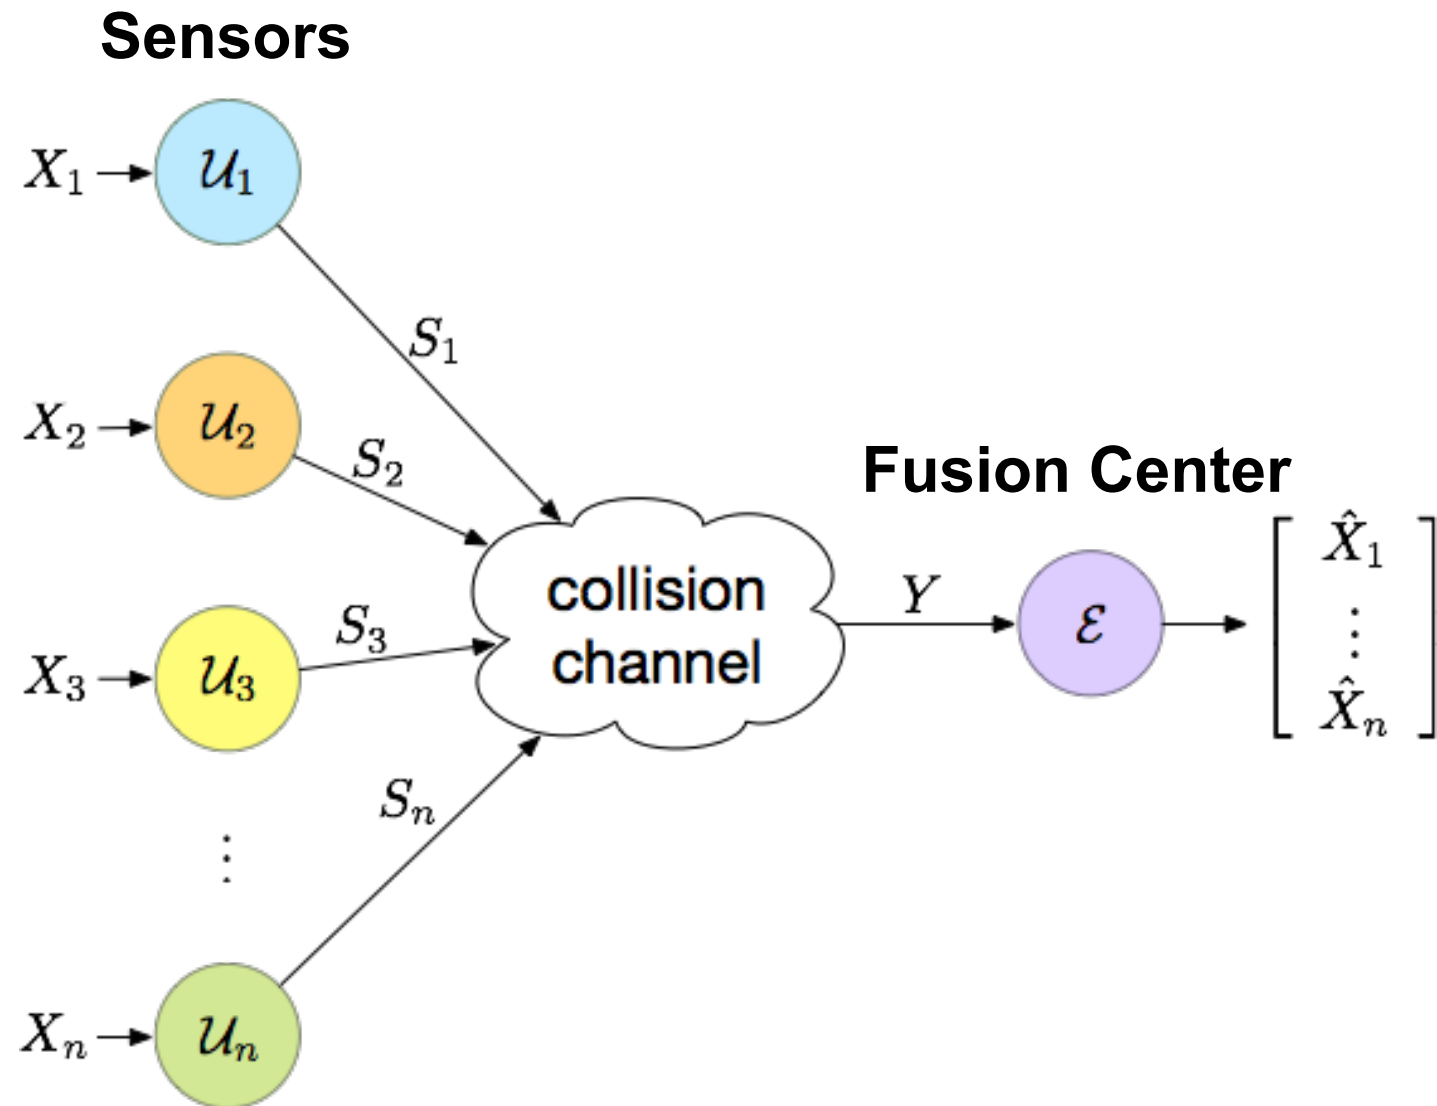 Sensors
X₁
𝒰₁
S₁
X₂
𝒰₂
S₂
X₃
𝒰₃
S₃
⋮
Xₙ
𝒰ₙ
Sₙ
collision
channel
Y
Fusion Center
ℰ
X̂₁
⋮
X̂ₙ